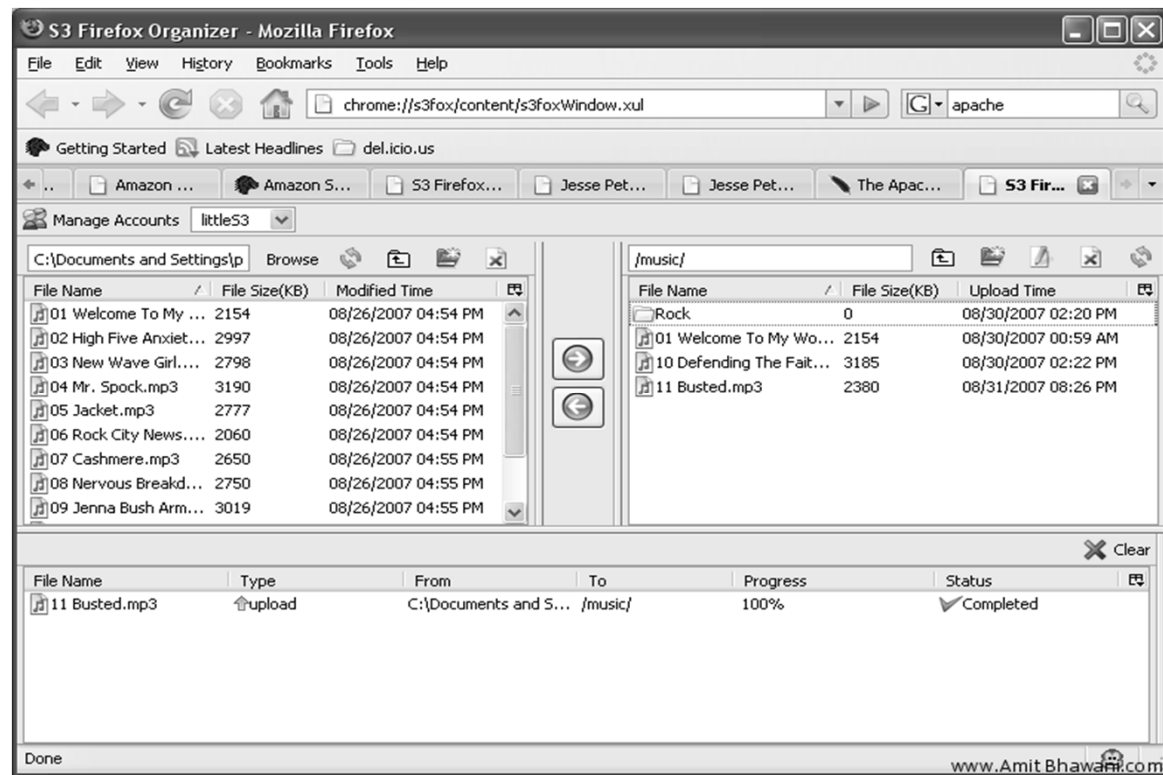 S3 Firefox Organizer - Mozilla Firefox
File Edit View History Bookmarks Tools Help
chrome://s3fox/content/s3foxWindow.xul G apache
Getting Started Latest Headlines del.icio.us
.. Amazon ... Amazon S... S3 Firefox... Jesse Pet... Jesse Pet... The Apac... S3 Fir...
Manage Accounts littleS3
C:\Documents and Settings\p Browse /music/
File Name File Size(KB) Modified Time File Name File Size(KB) Upload Time
01 Welcome To My ... 2154 08/26/2007 04:54 PM Rock 0 08/30/2007 02:20 PM
02 High Five Anxiet... 2997 08/26/2007 04:54 PM 01 Welcome To My Wo... 2154 08/30/2007 00:59 AM
03 New Wave Girl.... 2798 08/26/2007 04:54 PM 10 Defending The Fait... 3185 08/30/2007 02:22 PM
04 Mr. Spock.mp3 3190 08/26/2007 04:54 PM 11 Busted.mp3 2380 08/31/2007 08:26 PM
05 Jacket.mp3 2777 08/26/2007 04:54 PM
06 Rock City News.... 2060 08/26/2007 04:54 PM
07 Cashmere.mp3 2650 08/26/2007 04:55 PM
08 Nervous Breakd... 2750 08/26/2007 04:55 PM
09 Jenna Bush Arm... 3019 08/26/2007 04:55 PM
Clear
File Name Type From To Progress Status
11 Busted.mp3 upload C:\Documents and S... /music/ 100% Completed
Done
www.AmitBhawani.com